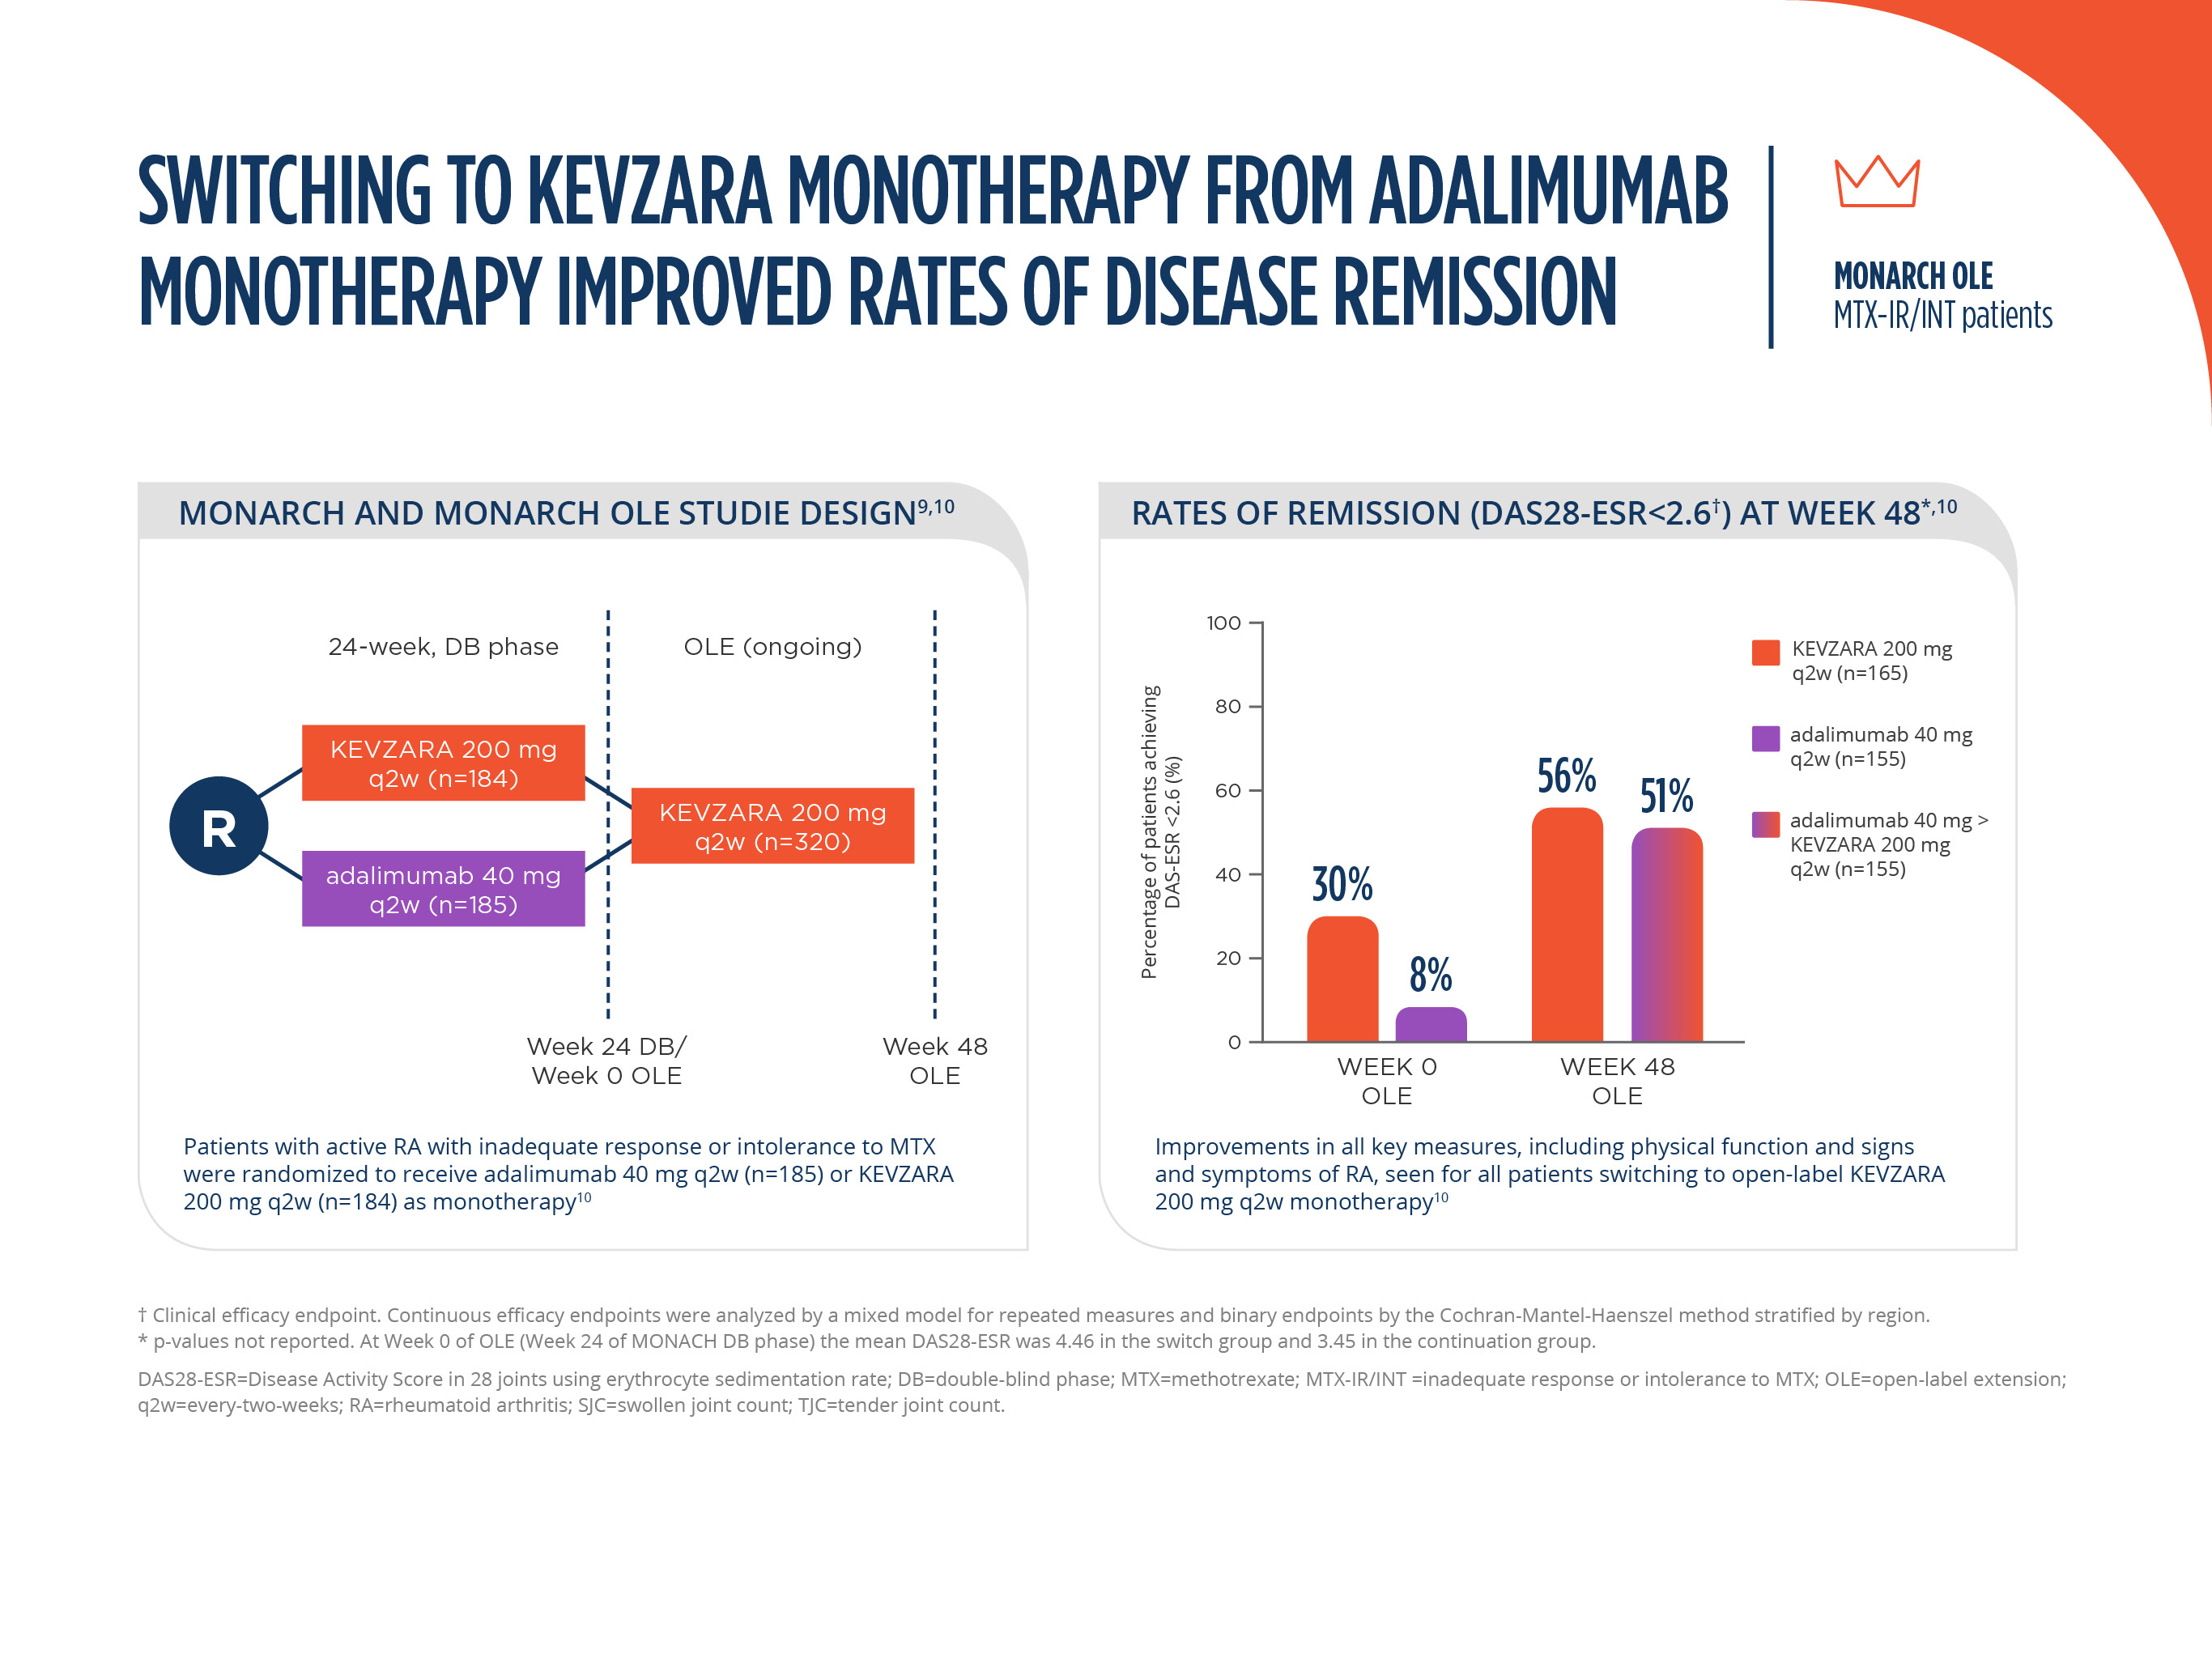 SWITCHING TO KEVZARA MONOTHERAPY FROM ADALIMUMAB
MONOTHERAPY IMPROVED RATES OF DISEASE REMISSION
MONARCH OLE
MTX-IR/INT patients
MONARCH AND MONARCH OLE STUDIE DESIGN9,10
24-week, DB phase
OLE (ongoing)
R
KEVZARA 200 mg
q2w (n=184)
adalimumab 40 mg
q2w (n=185)
KEVZARA 200 mg
q2w (n=320)
Week 24 DB/
Week 0 OLE
Week 48
OLE
Patients with active RA with inadequate response or intolerance to MTX
were randomized to receive adalimumab 40 mg q2w (n=185) or KEVZARA
200 mg q2w (n=184) as monotherapy10
RATES OF REMISSION (DAS28-ESR<2.6†) AT WEEK 48*,10
Percentage of patients achieving
DAS-ESR <2.6 (%)
100
80
60
40
20
0
30%
8%
56%
51%
WEEK 0
OLE
WEEK 48
OLE
KEVZARA 200 mg
q2w (n=165)
adalimumab 40 mg
q2w (n=155)
adalimumab 40 mg >
KEVZARA 200 mg
q2w (n=155)
Improvements in all key measures, including physical function and signs
and symptoms of RA, seen for all patients switching to open-label KEVZARA
200 mg q2w monotherapy10
† Clinical efficacy endpoint. Continuous efficacy endpoints were analyzed by a mixed model for repeated measures and binary endpoints by the Cochran-Mantel-Haenszel method stratified by region.
* p-values not reported. At Week 0 of OLE (Week 24 of MONACH DB phase) the mean DAS28-ESR was 4.46 in the switch group and 3.45 in the continuation group.
DAS28-ESR=Disease Activity Score in 28 joints using erythrocyte sedimentation rate; DB=double-blind phase; MTX=methotrexate; MTX-IR/INT =inadequate response or intolerance to MTX; OLE=open-label extension;
q2w=every-two-weeks; RA=rheumatoid arthritis; SJC=swollen joint count; TJC=tender joint count.